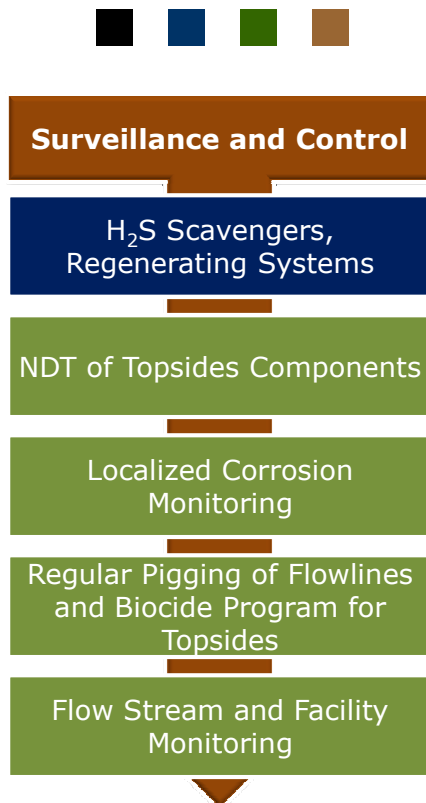 Surveillance and Control
H₂S Scavengers,
Regenerating Systems
NDT of Topsides Components
Localized Corrosion
Monitoring
Regular Pigging of Flowlines
and Biocide Program for
Topsides
Flow Stream and Facility
Monitoring